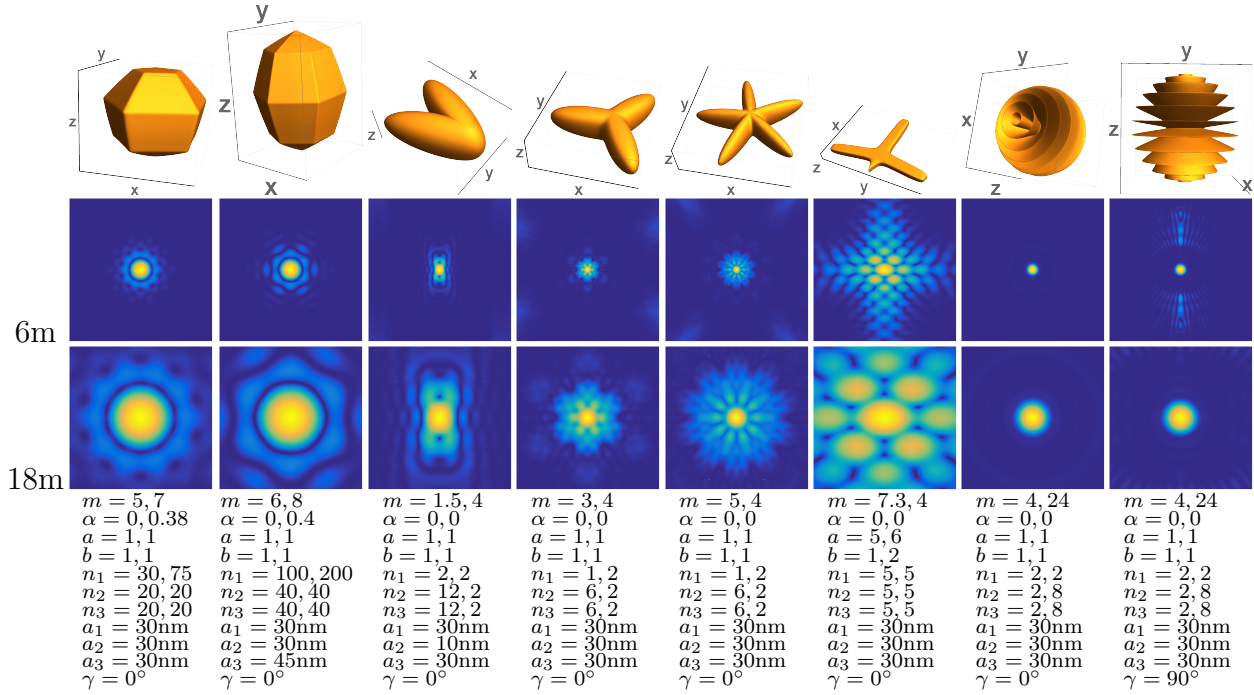 y
z
x
y
z
x
x
z
y
y
z
x
y
z
x
x
z
y
y
x
z
y
z
x
6m
18m
m = 5, 7
α = 0, 0.38
a = 1, 1
b = 1, 1
n₁ = 30, 75
n₂ = 20, 20
n₃ = 20, 20
a₁ = 30nm
a₂ = 30nm
a₃ = 30nm
γ = 0°
m = 6, 8
α = 0, 0.4
a = 1, 1
b = 1, 1
n₁ = 100, 200
n₂ = 40, 40
n₃ = 40, 40
a₁ = 30nm
a₂ = 30nm
a₃ = 45nm
γ = 0°
m = 1.5, 4
α = 0, 0
a = 1, 1
b = 1, 1
n₁ = 2, 2
n₂ = 12, 2
n₃ = 12, 2
a₁ = 30nm
a₂ = 10nm
a₃ = 30nm
γ = 0°
m = 3, 4
α = 0, 0
a = 1, 1
b = 1, 1
n₁ = 1, 2
n₂ = 6, 2
n₃ = 6, 2
a₁ = 30nm
a₂ = 30nm
a₃ = 30nm
γ = 0°
m = 5, 4
α = 0, 0
a = 1, 1
b = 1, 1
n₁ = 1, 2
n₂ = 6, 2
n₃ = 6, 2
a₁ = 30nm
a₂ = 30nm
a₃ = 30nm
γ = 0°
m = 7.3, 4
α = 0, 0
a = 5, 6
b = 1, 2
n₁ = 5, 5
n₂ = 5, 5
n₃ = 5, 5
a₁ = 30nm
a₂ = 30nm
a₃ = 30nm
γ = 0°
m = 4, 24
α = 0, 0
a = 1, 1
b = 1, 1
n₁ = 2, 2
n₂ = 2, 8
n₃ = 2, 8
a₁ = 30nm
a₂ = 30nm
a₃ = 30nm
γ = 0°
m = 4, 24
α = 0, 0
a = 1, 1
b = 1, 1
n₁ = 2, 2
n₂ = 2, 8
n₃ = 2, 8
a₁ = 30nm
a₂ = 30nm
a₃ = 30nm
γ = 90°